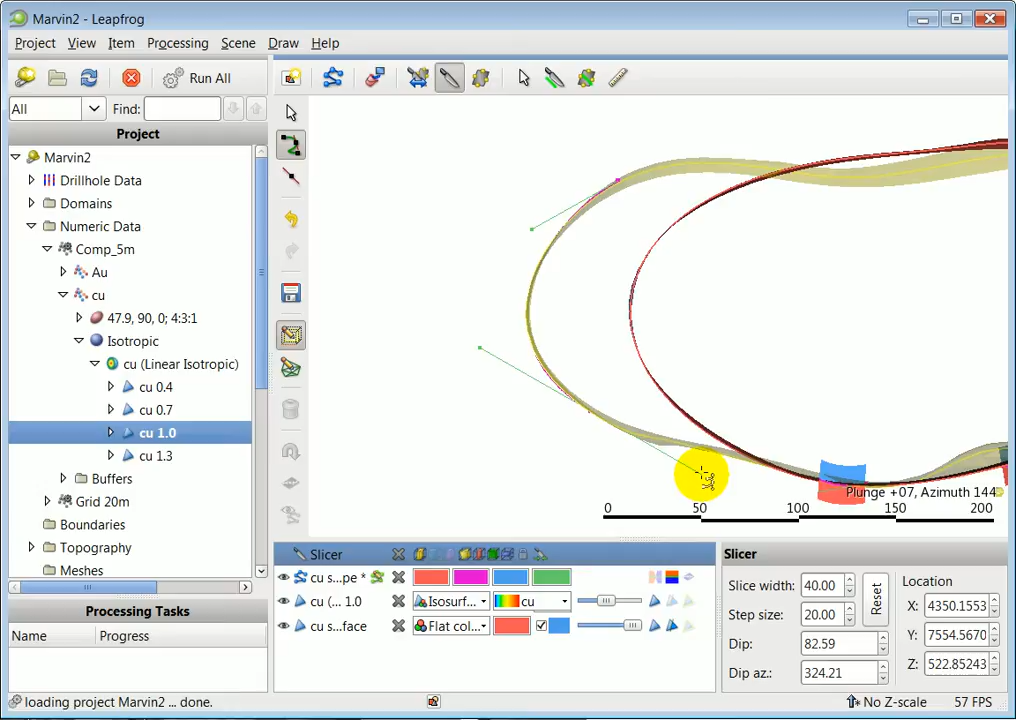 Marvin2 - Leapfrog
Project View Item Processing Scene Draw Help
Run All
All Find:
Project
Marvin2
Drillhole Data
Domains
Numeric Data
Comp_5m
Au
cu
47.9, 90, 0; 4:3:1
Isotropic
cu (Linear Isotropic)
cu 0.4
cu 0.7
cu 1.0
cu 1.3
Buffers
Grid 20m
Boundaries
Topography
Meshes
Processing Tasks
Name Progress
Plunge +07, Azimuth 144
0 50 100 150 200
Slicer
cu s...pe *
cu (... 1.0 Isosurf... cu
cu s...face Flat col...
Slicer
Slice width: 40.00
Step size: 20.00
Dip: 82.59
Dip az.: 324.21
Reset
Location
X: 4350.1553
Y: 7554.5670
Z: 522.85243
loading project Marvin2 ... done.
No Z-scale 57 FPS